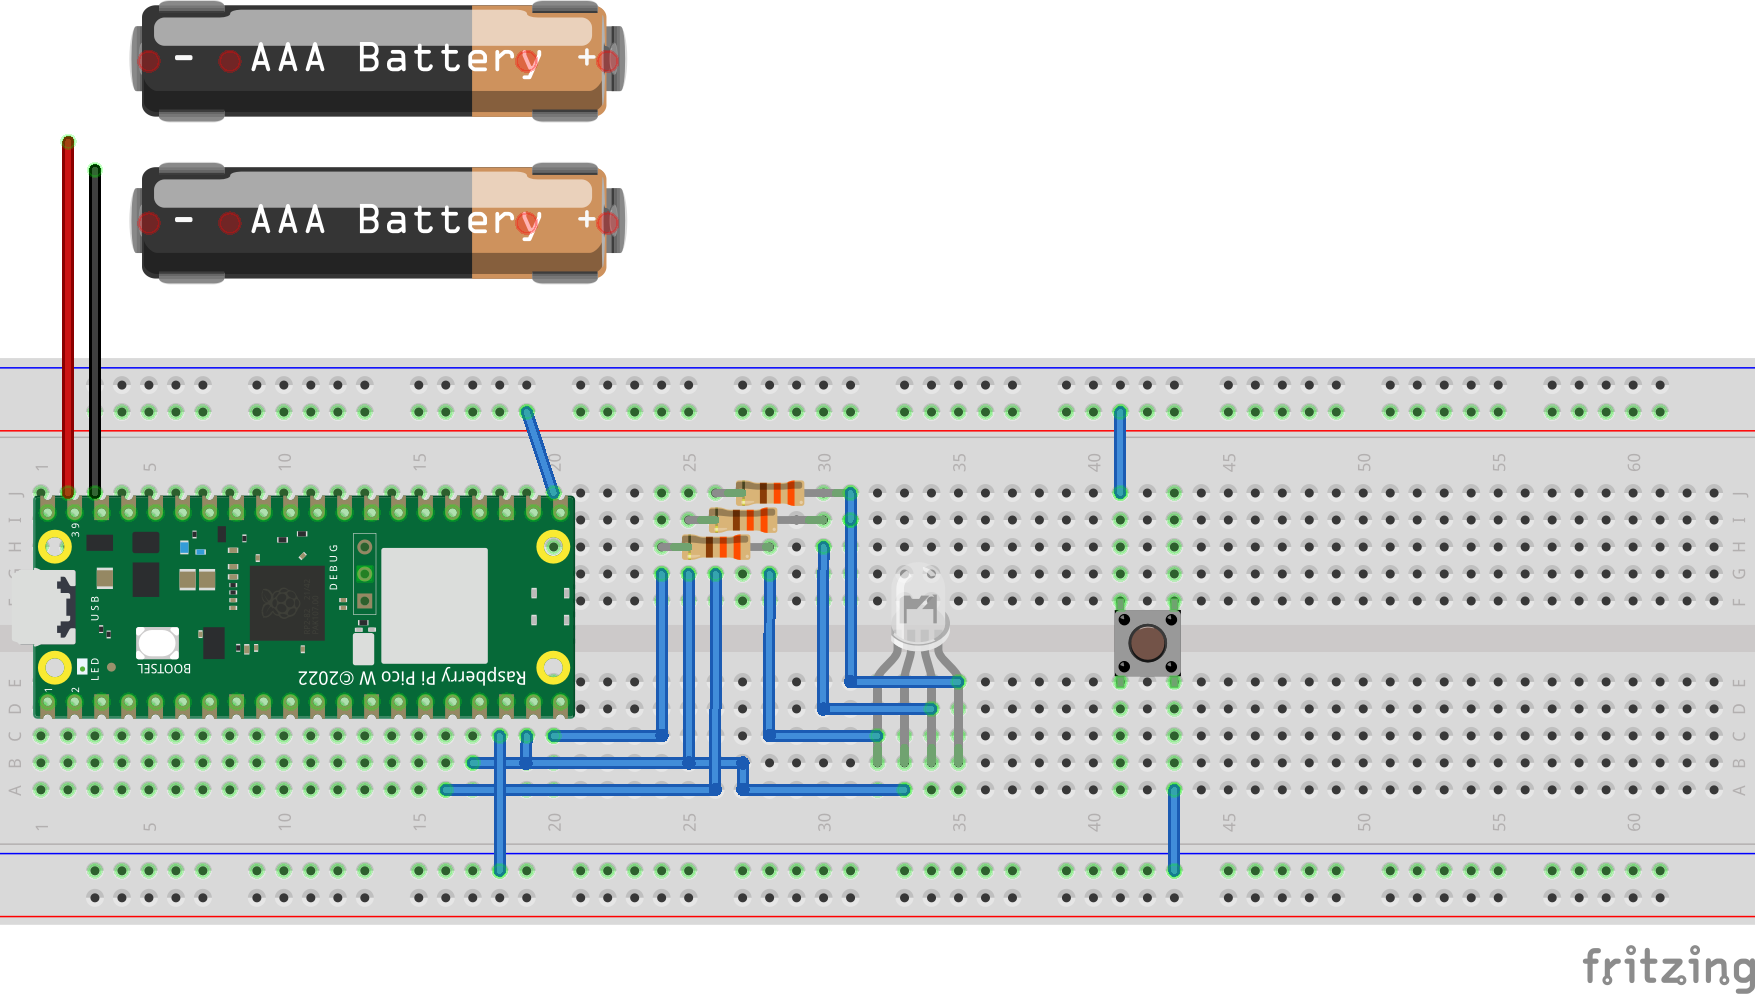 - AAA Battery +
- AAA Battery +
1 5 10 15 20 25 30 35 40 45 50 55 60
J J
I I
H H
G G
F F
39
DEBUG
USB
BOOTSEL
LED
Raspberry Pi Pico W ©2022
1 2
E E
D D
C C
B B
A A
1 5 10 15 20 25 30 35 40 45 50 55 60
fritzing